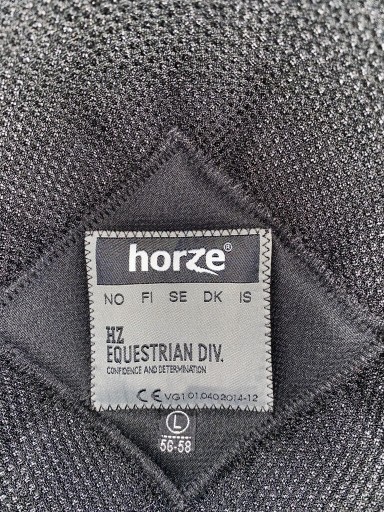 horze®
NO FI SE DK IS
HZ
EQUESTRIAN DIV.
CONFIDENCE AND DETERMINATION
CE VG1 01.040 2014-12
L
56-58